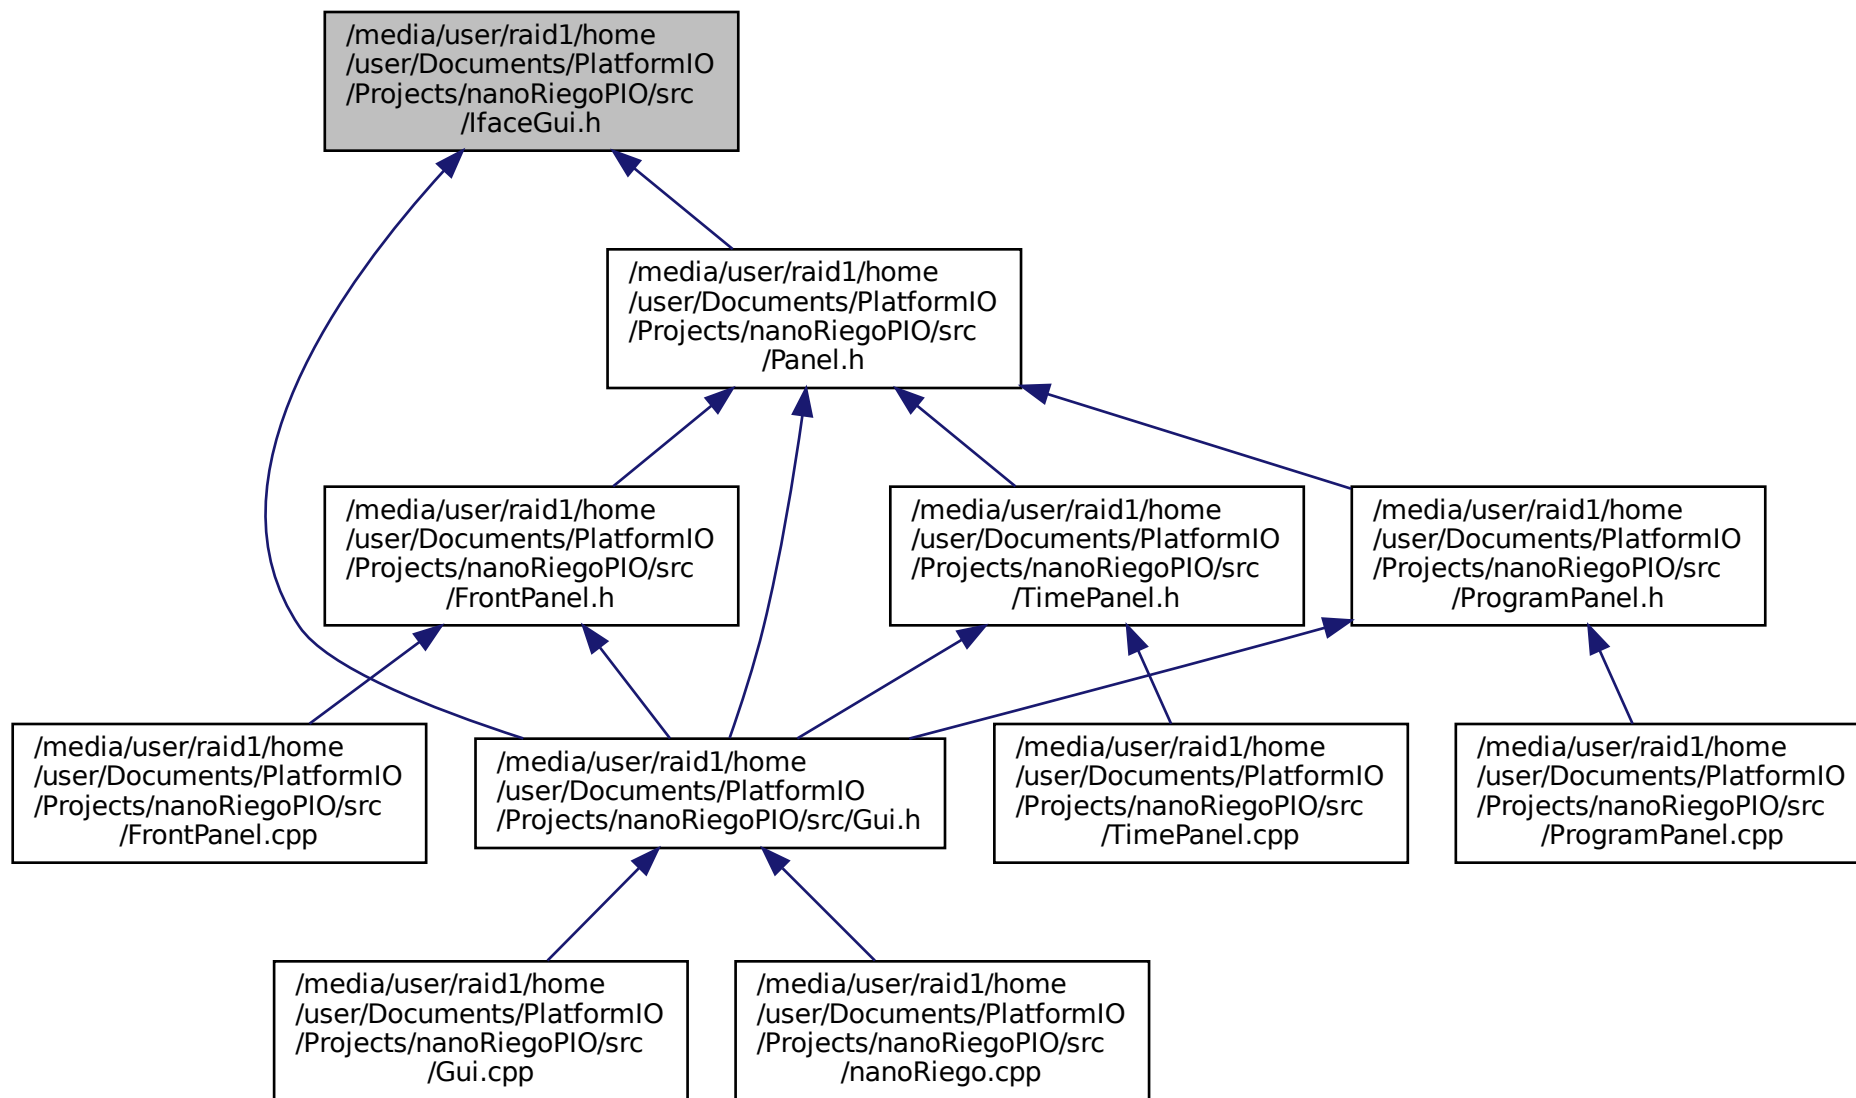 /media/user/raid1/home
/user/Documents/PlatformIO
/Projects/nanoRiegoPIO/src
/IfaceGui.h
/media/user/raid1/home
/user/Documents/PlatformIO
/Projects/nanoRiegoPIO/src
/Panel.h
/media/user/raid1/home
/user/Documents/PlatformIO
/Projects/nanoRiegoPIO/src
/FrontPanel.h
/media/user/raid1/home
/user/Documents/PlatformIO
/Projects/nanoRiegoPIO/src
/TimePanel.h
/media/user/raid1/home
/user/Documents/PlatformIO
/Projects/nanoRiegoPIO/src
/ProgramPanel.h
/media/user/raid1/home
/user/Documents/PlatformIO
/Projects/nanoRiegoPIO/src
/FrontPanel.cpp
/media/user/raid1/home
/user/Documents/PlatformIO
/Projects/nanoRiegoPIO/src/Gui.h
/media/user/raid1/home
/user/Documents/PlatformIO
/Projects/nanoRiegoPIO/src
/TimePanel.cpp
/media/user/raid1/home
/user/Documents/PlatformIO
/Projects/nanoRiegoPIO/src
/ProgramPanel.cpp
/media/user/raid1/home
/user/Documents/PlatformIO
/Projects/nanoRiegoPIO/src
/Gui.cpp
/media/user/raid1/home
/user/Documents/PlatformIO
/Projects/nanoRiegoPIO/src
/nanoRiego.cpp